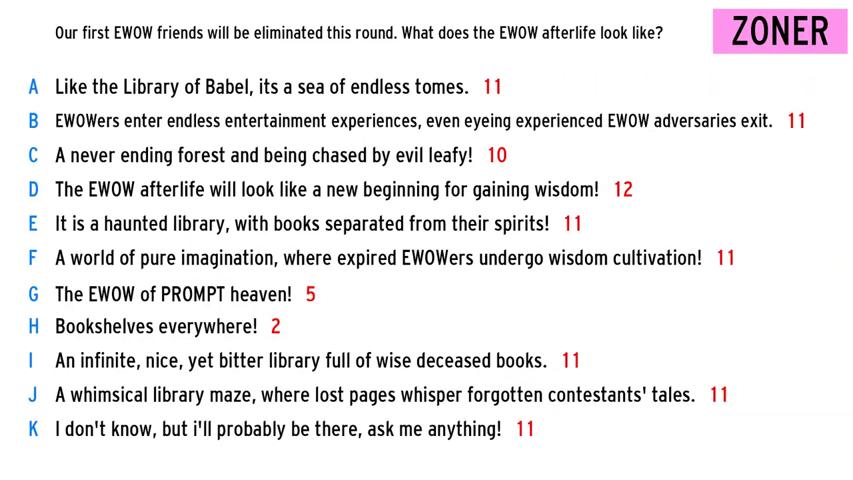 Our first EWOW friends will be eliminated this round. What does the EWOW afterlife look like?
ZONER
A Like the Library of Babel, its a sea of endless tomes. 11
B EWOWers enter endless entertainment experiences, even eyeing experienced EWOW adversaries exit. 11
C A never ending forest and being chased by evil leafy! 10
D The EWOW afterlife will look like a new beginning for gaining wisdom! 12
E It is a haunted library, with books separated from their spirits! 11
F A world of pure imagination, where expired EWOWers undergo wisdom cultivation! 11
G The EWOW of PROMPT heaven! 5
H Bookshelves everywhere! 2
I An infinite, nice, yet bitter library full of wise deceased books. 11
J A whimsical library maze, where lost pages whisper forgotten contestants' tales. 11
K I don't know, but i'll probably be there, ask me anything! 11